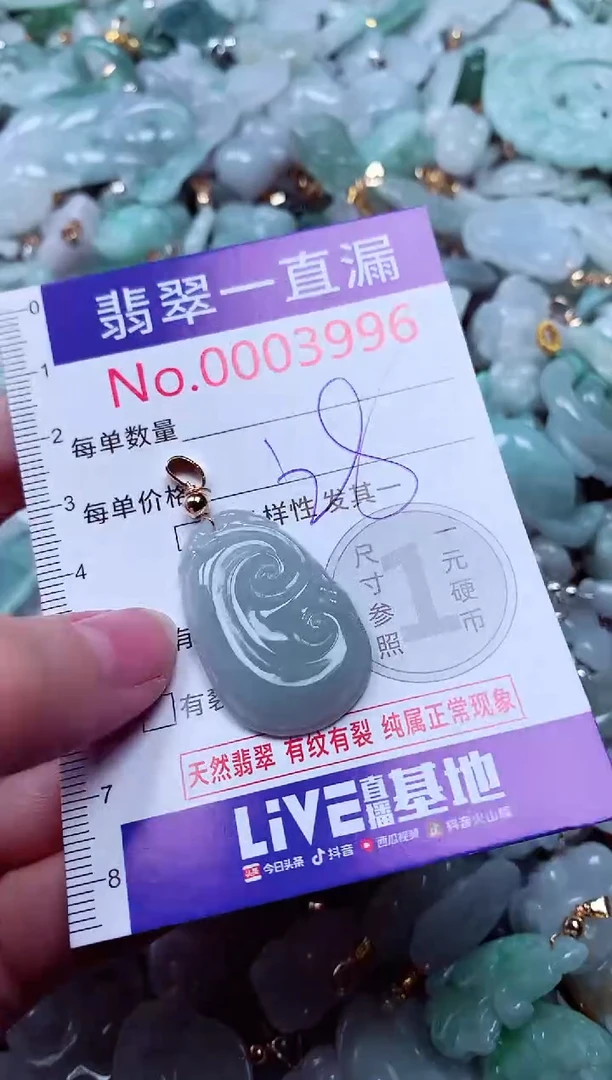 翡翠一直漏
No.0003996
每单数量
每单价格
样性 发其一
尺寸参照
1
一元硬币
有
有裂
天然翡翠 有纹有裂 纯属正常现象
LiVE直播基地
今日头条 抖音 西瓜视频 抖音火山版
0
1
2
3
4
7
8